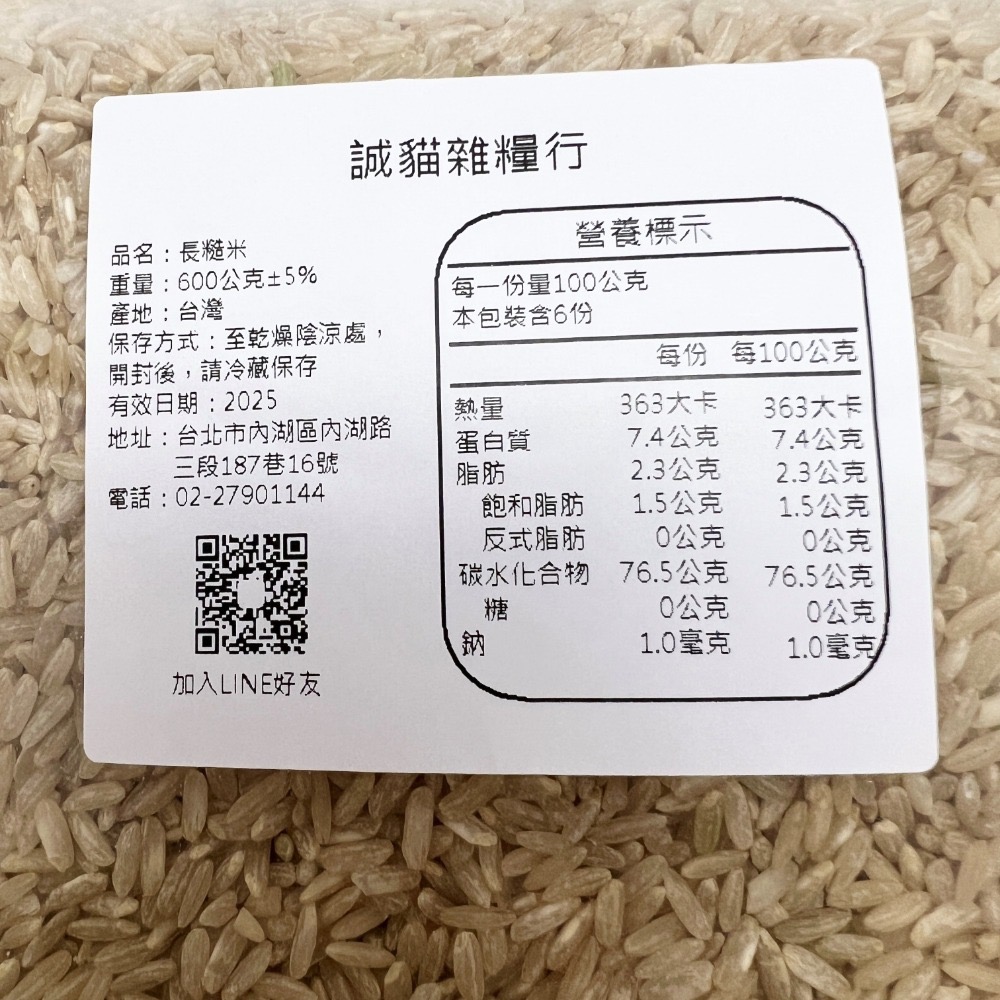 誠貓雜糧行
品名：長糙米
重量：600公克±5%
產地：台灣
保存方式：至乾燥陰涼處，
開封後，請冷藏保存
有效日期：2025
地址：台北市內湖區內湖路
三段187巷16號
電話：02-27901144
加入LINE好友
營養標示
每一份量100公克
本包裝含6份
每份 每100公克
熱量 363大卡 363大卡
蛋白質 7.4公克 7.4公克
脂肪 2.3公克 2.3公克
飽和脂肪 1.5公克 1.5公克
反式脂肪 0公克 0公克
碳水化合物 76.5公克 76.5公克
糖 0公克 0公克
鈉 1.0毫克 1.0毫克